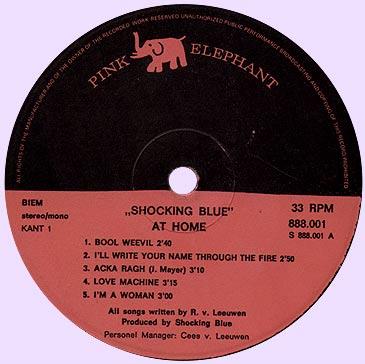 ALL RIGHTS OF THE MANUFACTURER AND OF THE OWNER OF THE RECORDED WORK RESERVED UNAUTHORIZED PUBLIC PERFORMANCE BROADCASTING AND COPYING OF THIS RECORD PROHIBITED
PINK ELEPHANT
BIEM
stereo/mono
KANT 1
„SHOCKING BLUE”
AT HOME
33 RPM
888.001
S 888.001 A
1. BOOL WEEVIL 2'40
2. I'LL WRITE YOUR NAME THROUGH THE FIRE 2'50
3. ACKA RAGH (I. Mayer) 3'10
4. LOVE MACHINE 3'15
5. I'M A WOMAN 3'00
All songs written by R. v. Leeuwen
Produced by Shocking Blue
Personel Manager: Cees v. Leeuwen